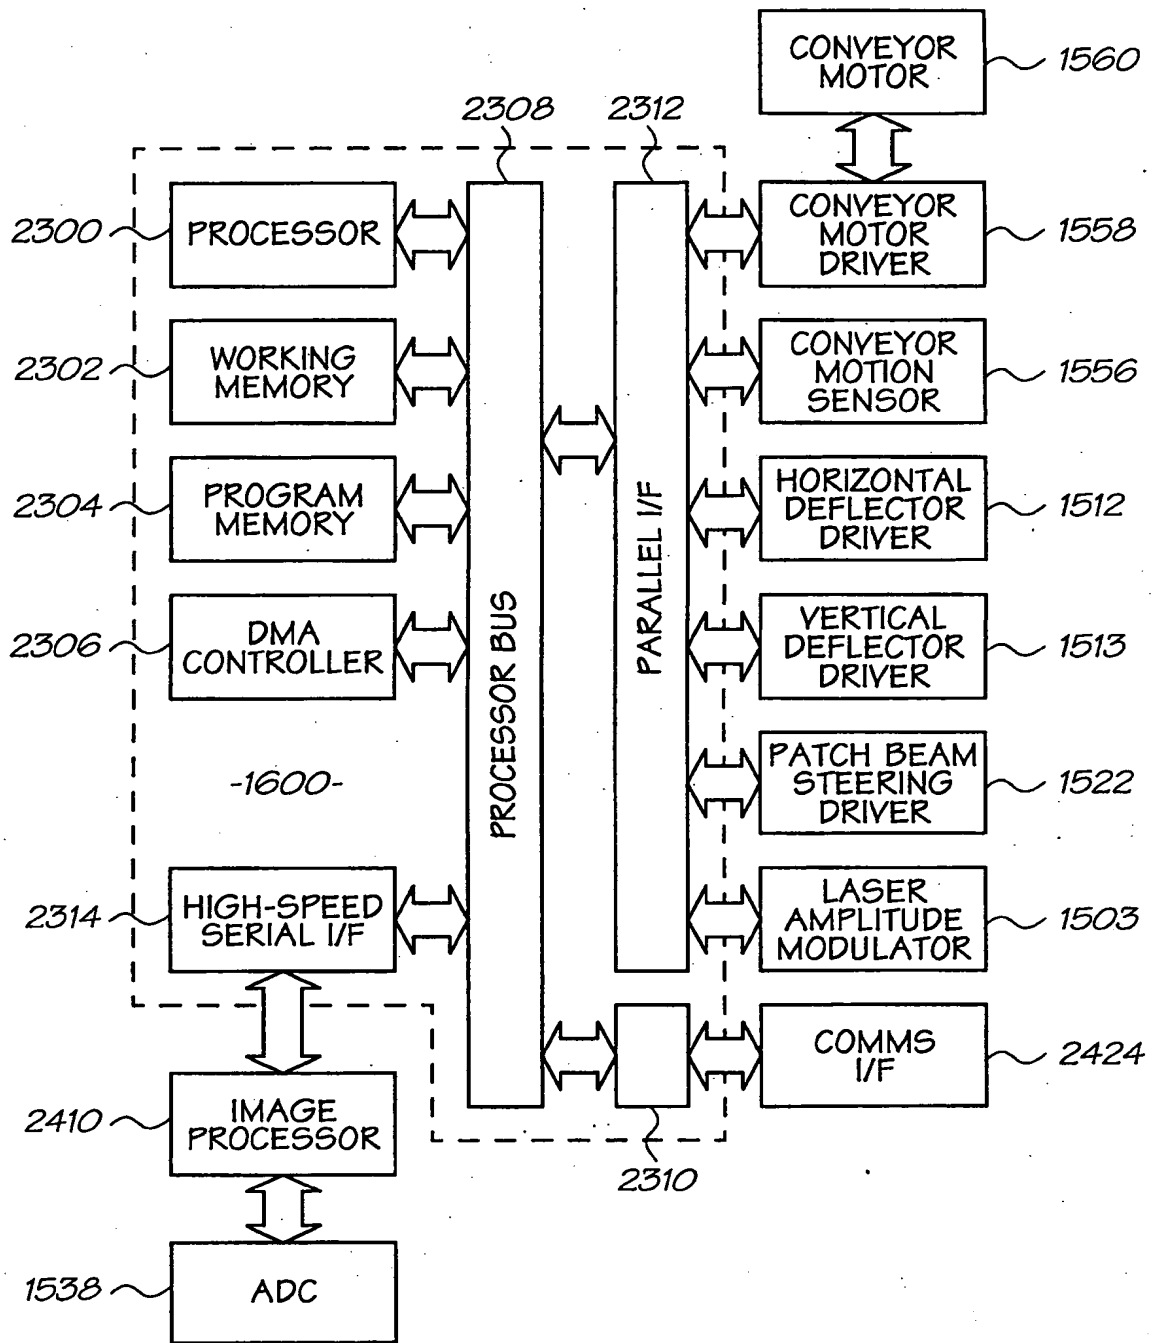 CONVEYOR
MOTOR
1560
2308
2312
2300
PROCESSOR
CONVEYOR
MOTOR
DRIVER
1558
2302
WORKING
MEMORY
CONVEYOR
MOTION
SENSOR
1556
2304
PROGRAM
MEMORY
HORIZONTAL
DEFLECTOR
DRIVER
1512
2306
DMA
CONTROLLER
PROCESSOR BUS
PARALLEL I/F
VERTICAL
DEFLECTOR
DRIVER
1513
-1600-
PATCH BEAM
STEERING
DRIVER
1522
2314
HIGH-SPEED
SERIAL I/F
LASER
AMPLITUDE
MODULATOR
1503
COMMS
I/F
2424
2410
IMAGE
PROCESSOR
2310
1538
ADC